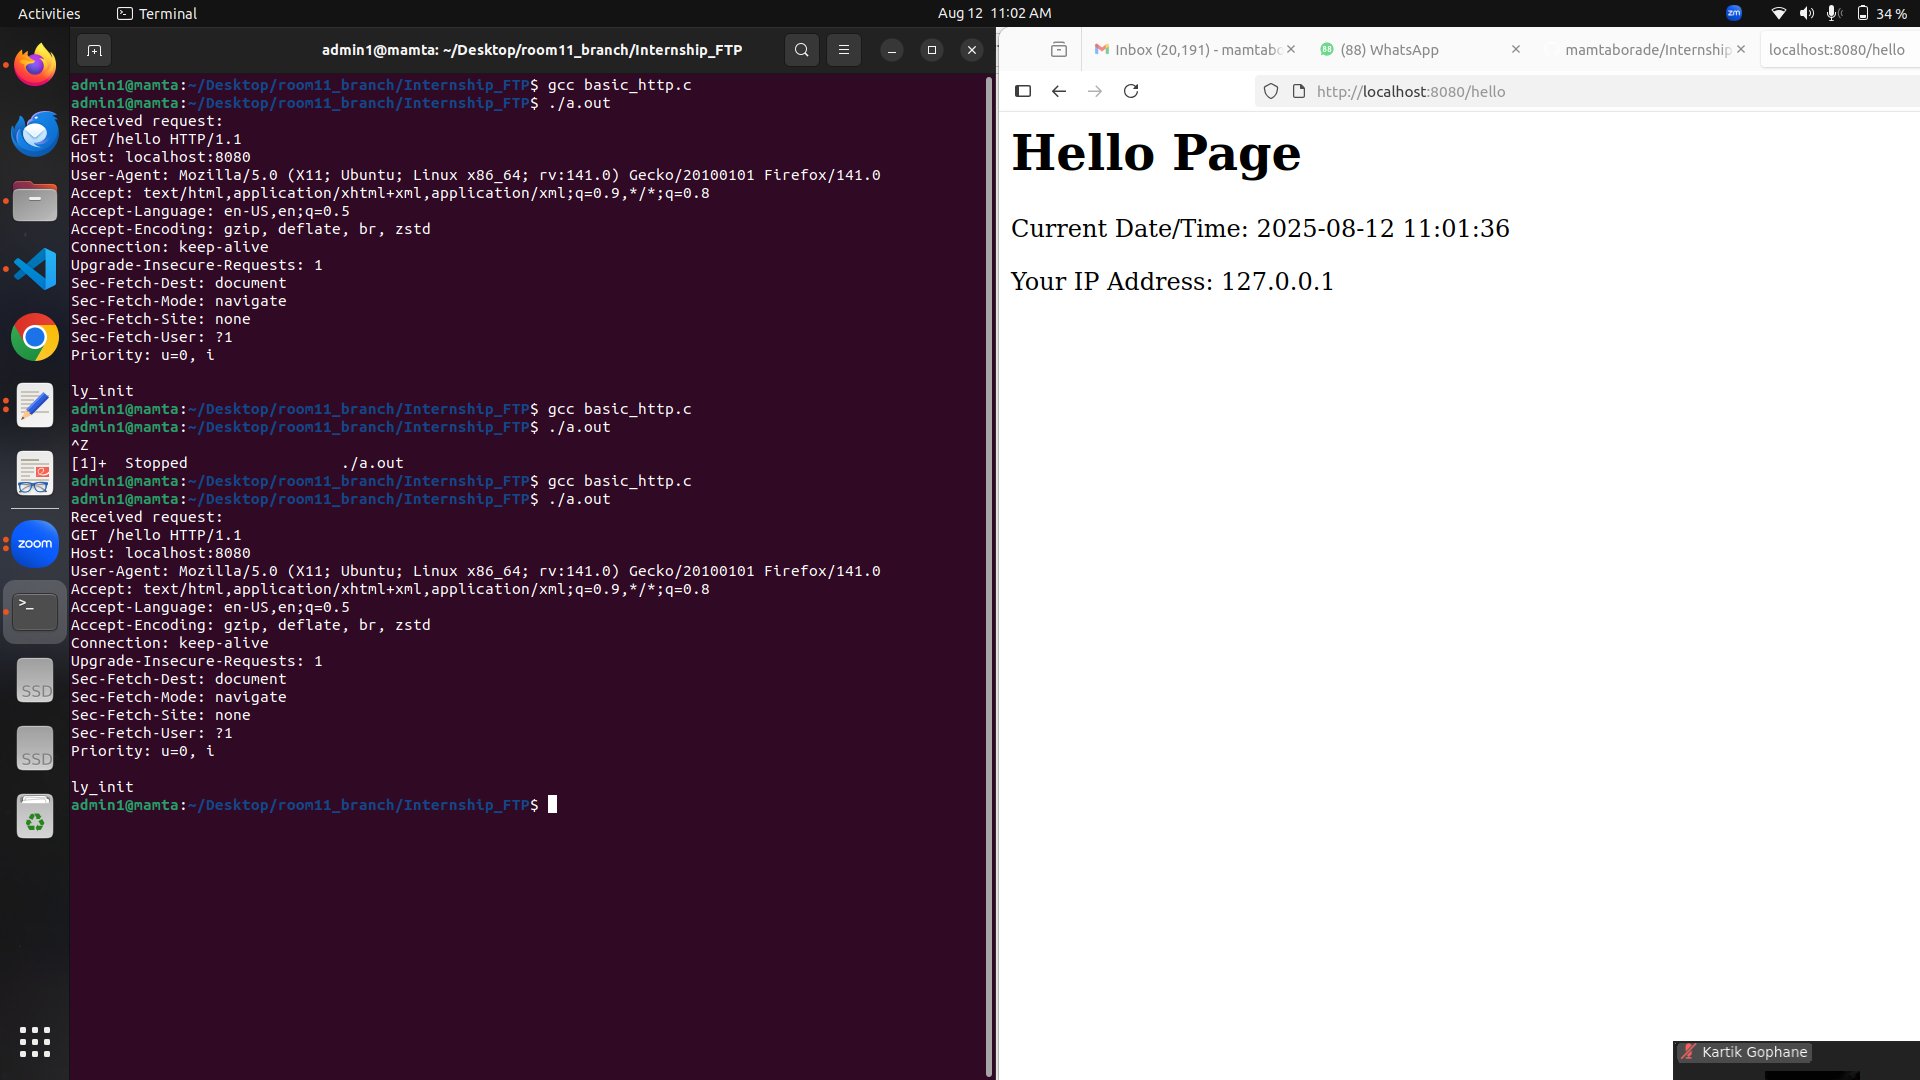 Activities
Terminal
Aug 12 11:02 AM
zm
34 %
admin1@mamta: ~/Desktop/room11_branch/Internship_FTP
admin1@mamta:~/Desktop/room11_branch/Internship_FTP$ gcc basic_http.c
admin1@mamta:~/Desktop/room11_branch/Internship_FTP$ ./a.out
Received request:
GET /hello HTTP/1.1
Host: localhost:8080
User-Agent: Mozilla/5.0 (X11; Ubuntu; Linux x86_64; rv:141.0) Gecko/20100101 Firefox/141.0
Accept: text/html,application/xhtml+xml,application/xml;q=0.9,*/*;q=0.8
Accept-Language: en-US,en;q=0.5
Accept-Encoding: gzip, deflate, br, zstd
Connection: keep-alive
Upgrade-Insecure-Requests: 1
Sec-Fetch-Dest: document
Sec-Fetch-Mode: navigate
Sec-Fetch-Site: none
Sec-Fetch-User: ?1
Priority: u=0, i
ly_init
admin1@mamta:~/Desktop/room11_branch/Internship_FTP$ gcc basic_http.c
admin1@mamta:~/Desktop/room11_branch/Internship_FTP$ ./a.out
^Z
[1]+  Stopped                 ./a.out
admin1@mamta:~/Desktop/room11_branch/Internship_FTP$ gcc basic_http.c
admin1@mamta:~/Desktop/room11_branch/Internship_FTP$ ./a.out
Received request:
GET /hello HTTP/1.1
Host: localhost:8080
User-Agent: Mozilla/5.0 (X11; Ubuntu; Linux x86_64; rv:141.0) Gecko/20100101 Firefox/141.0
Accept: text/html,application/xhtml+xml,application/xml;q=0.9,*/*;q=0.8
Accept-Language: en-US,en;q=0.5
Accept-Encoding: gzip, deflate, br, zstd
Connection: keep-alive
Upgrade-Insecure-Requests: 1
Sec-Fetch-Dest: document
Sec-Fetch-Mode: navigate
Sec-Fetch-Site: none
Sec-Fetch-User: ?1
Priority: u=0, i
ly_init
admin1@mamta:~/Desktop/room11_branch/Internship_FTP$
zoom
SSD
SSD
Inbox (20,191) - mamtabo
88
(88) WhatsApp
mamtaborade/Internship
localhost:8080/hello
http://localhost:8080/hello
Hello Page
Current Date/Time: 2025-08-12 11:01:36
Your IP Address: 127.0.0.1
Kartik Gophane